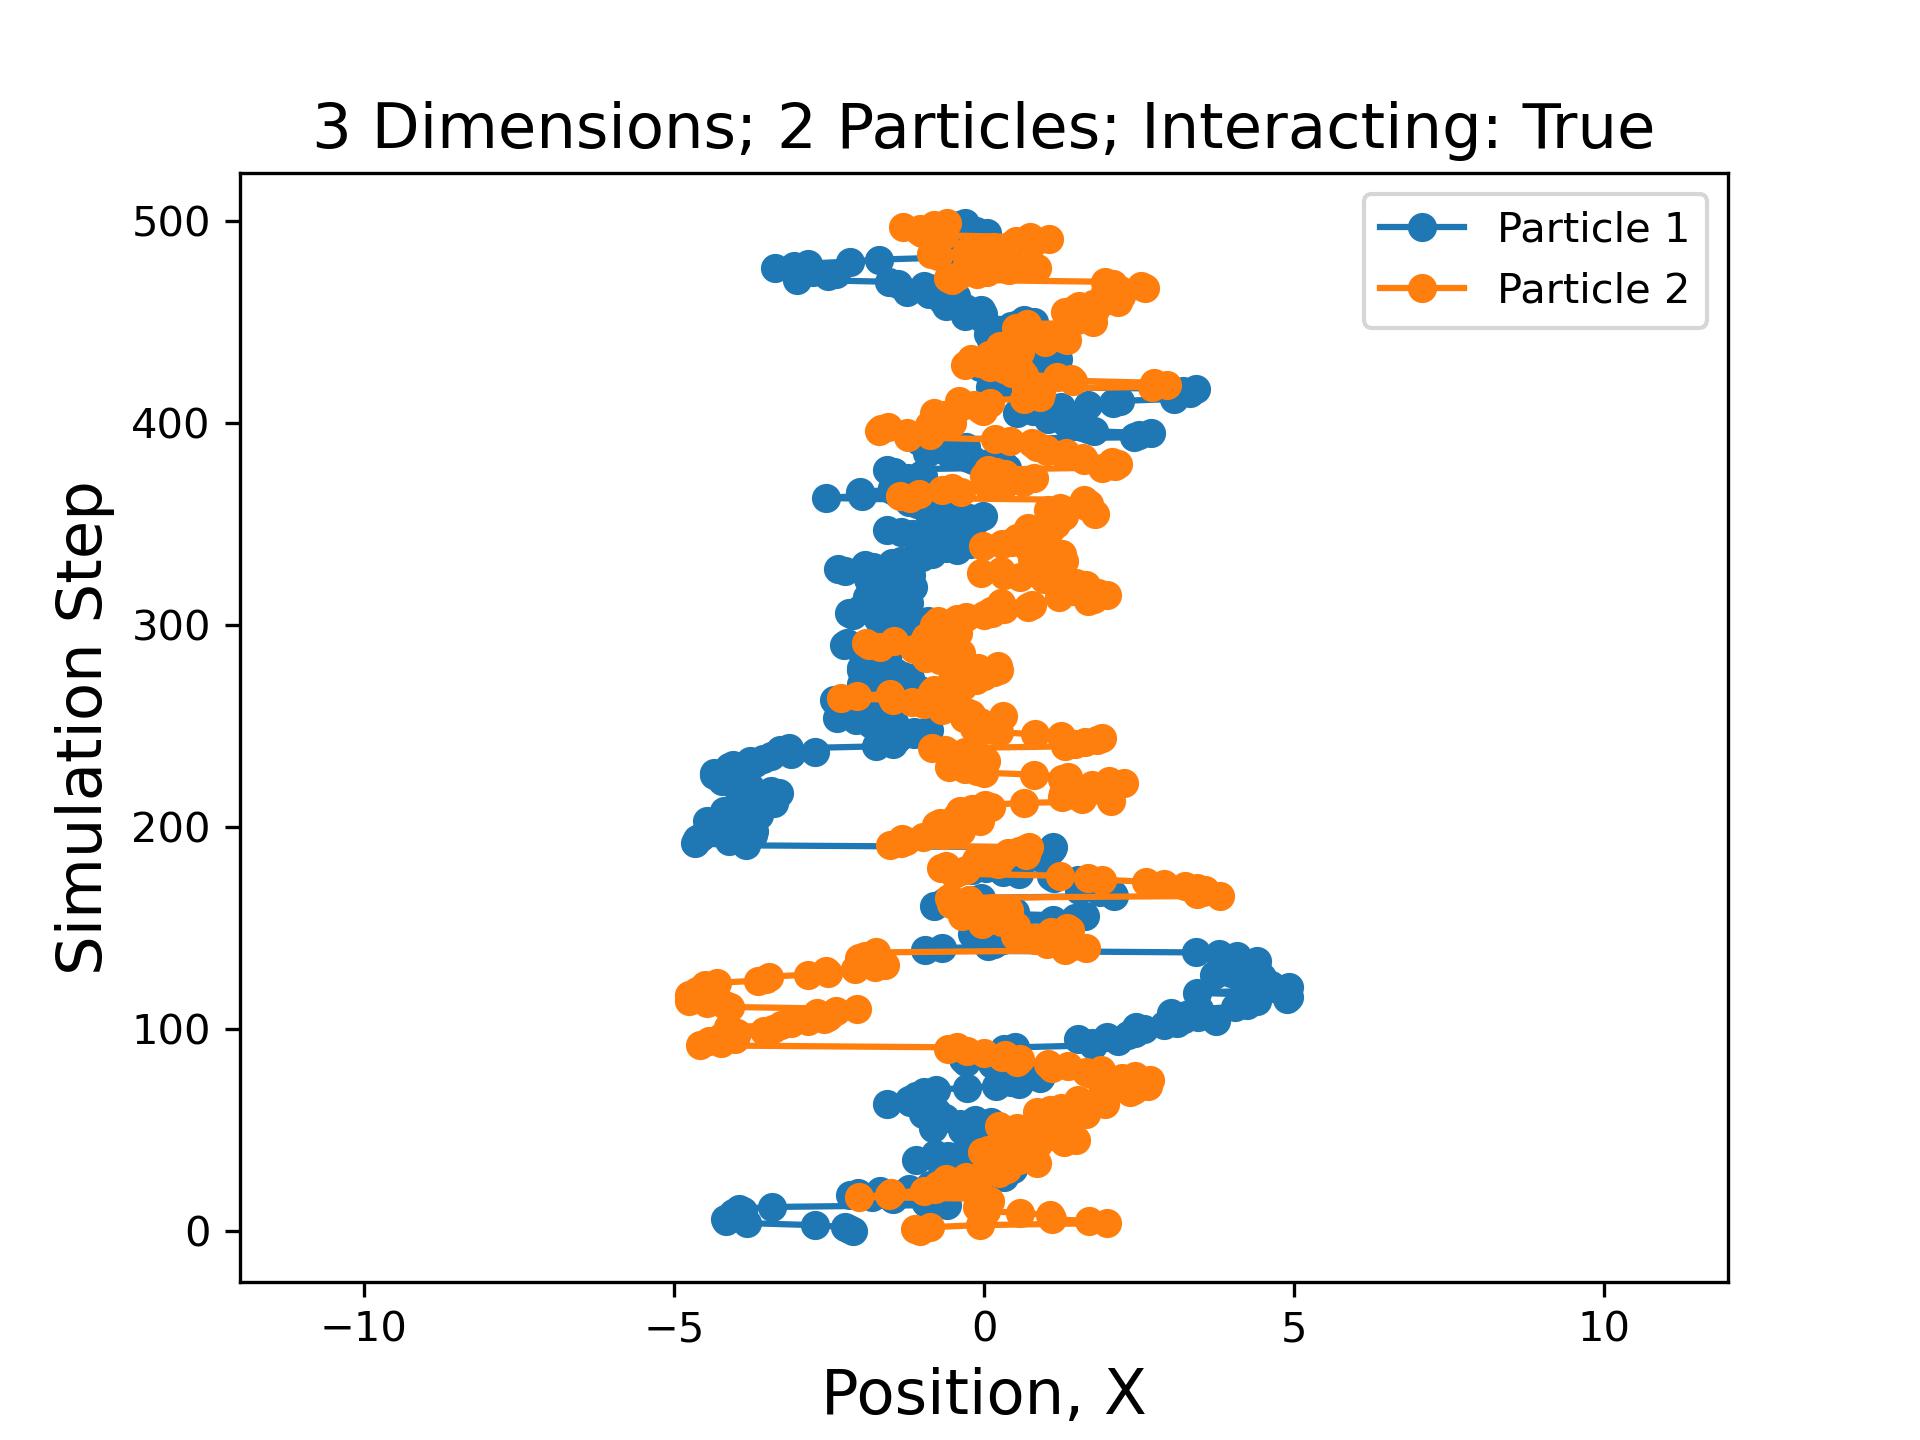 3 Dimensions; 2 Particles; Interacting: True
Particle 1
Particle 2
Simulation Step
500
400
300
200
100
0
−10
−5
0
5
10
Position, X